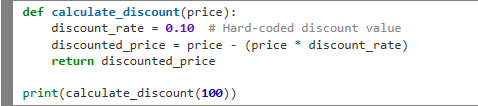 def calculate_discount(price):
    discount_rate = 0.10  # Hard-coded discount value
    discounted_price = price - (price * discount_rate)
    return discounted_price

print(calculate_discount(100))